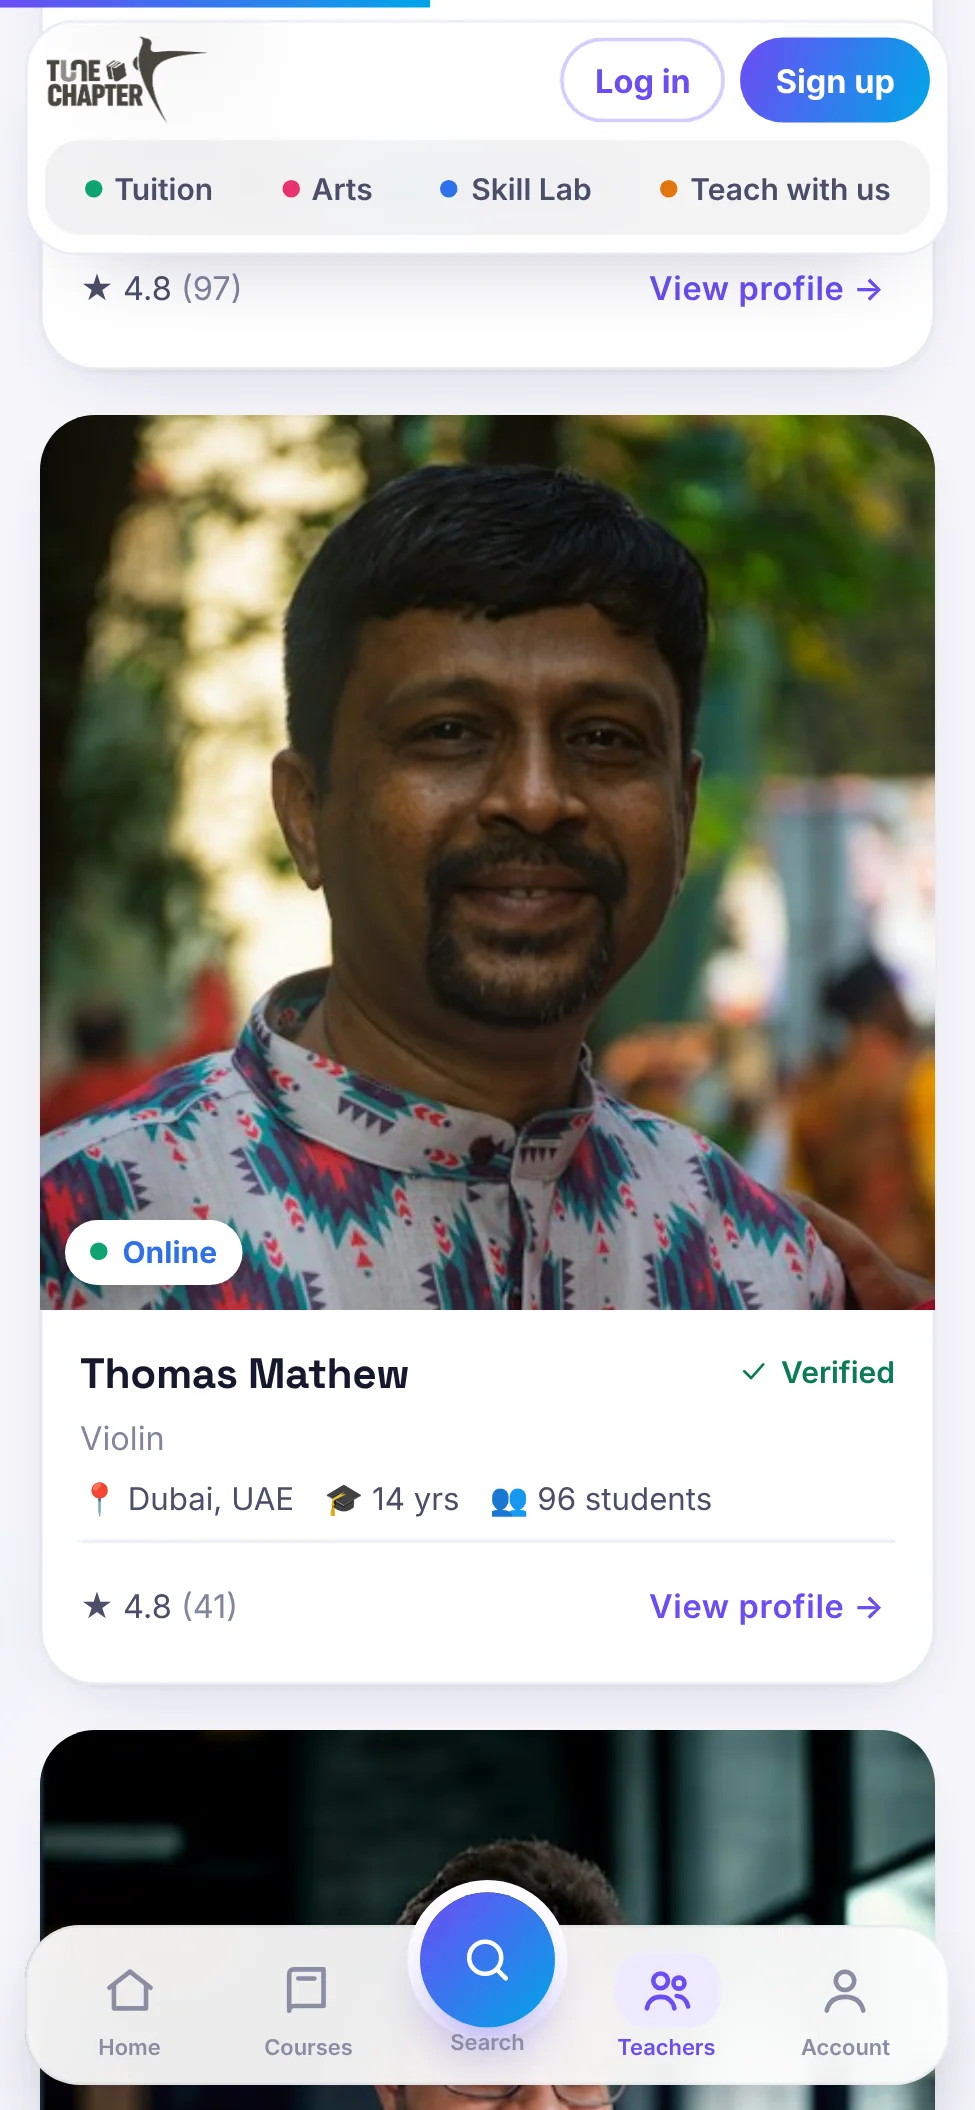 TUNE
CHAPTER
Log in
Sign up
Tuition
Arts
Skill Lab
Teach with us
★ 4.8 (97)
View profile →
Online
Thomas Mathew
✓ Verified
Violin
📍 Dubai, UAE 🎓 14 yrs 👥 96 students
★ 4.8 (41)
View profile →
Home
Courses
Search
Teachers
Account